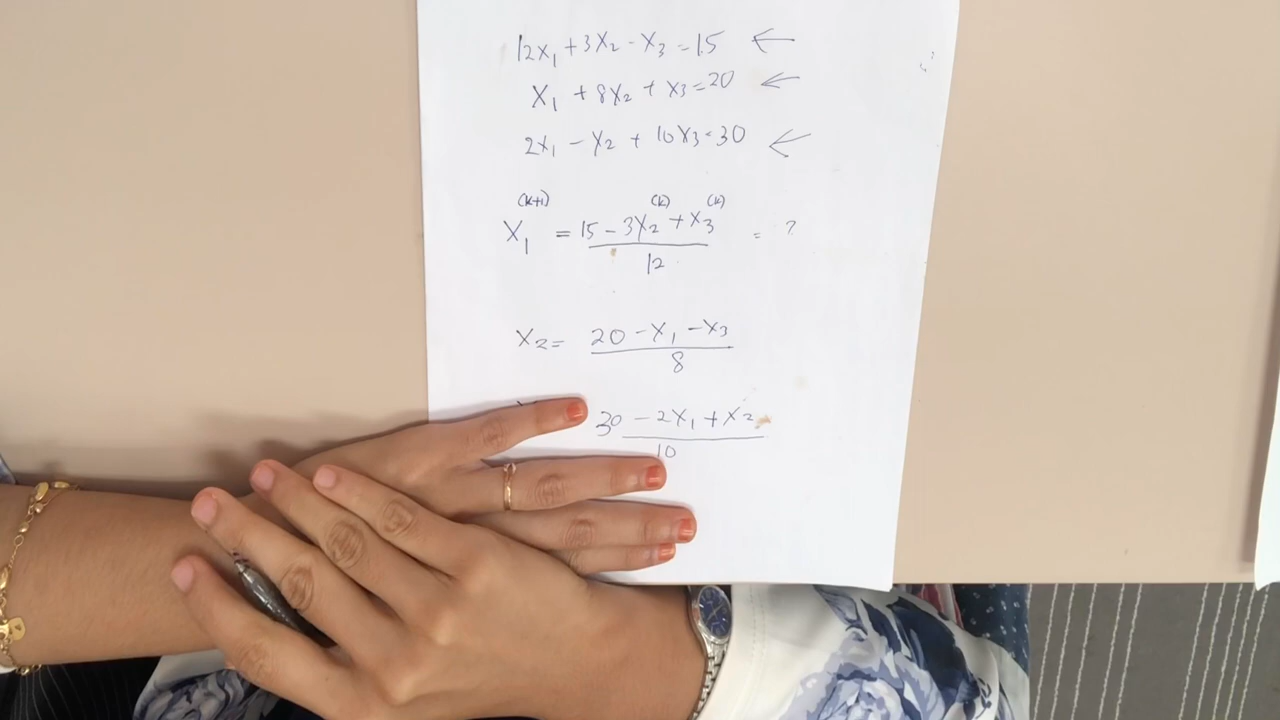 12x₁ + 3x₂ - x₃ = 15 ←
x₁ + 8x₂ + x₃ = 20 ←
2x₁ - x₂ + 10x₃ = 30 ←
x₁⁽ᵏ⁺¹⁾ = (15 - 3x₂⁽ᵏ⁾ + x₃⁽ᵏ⁾) / 12 = ?
x₂ = (20 - x₁ - x₃) / 8
(30 - 2x₁ + x₂) / 10